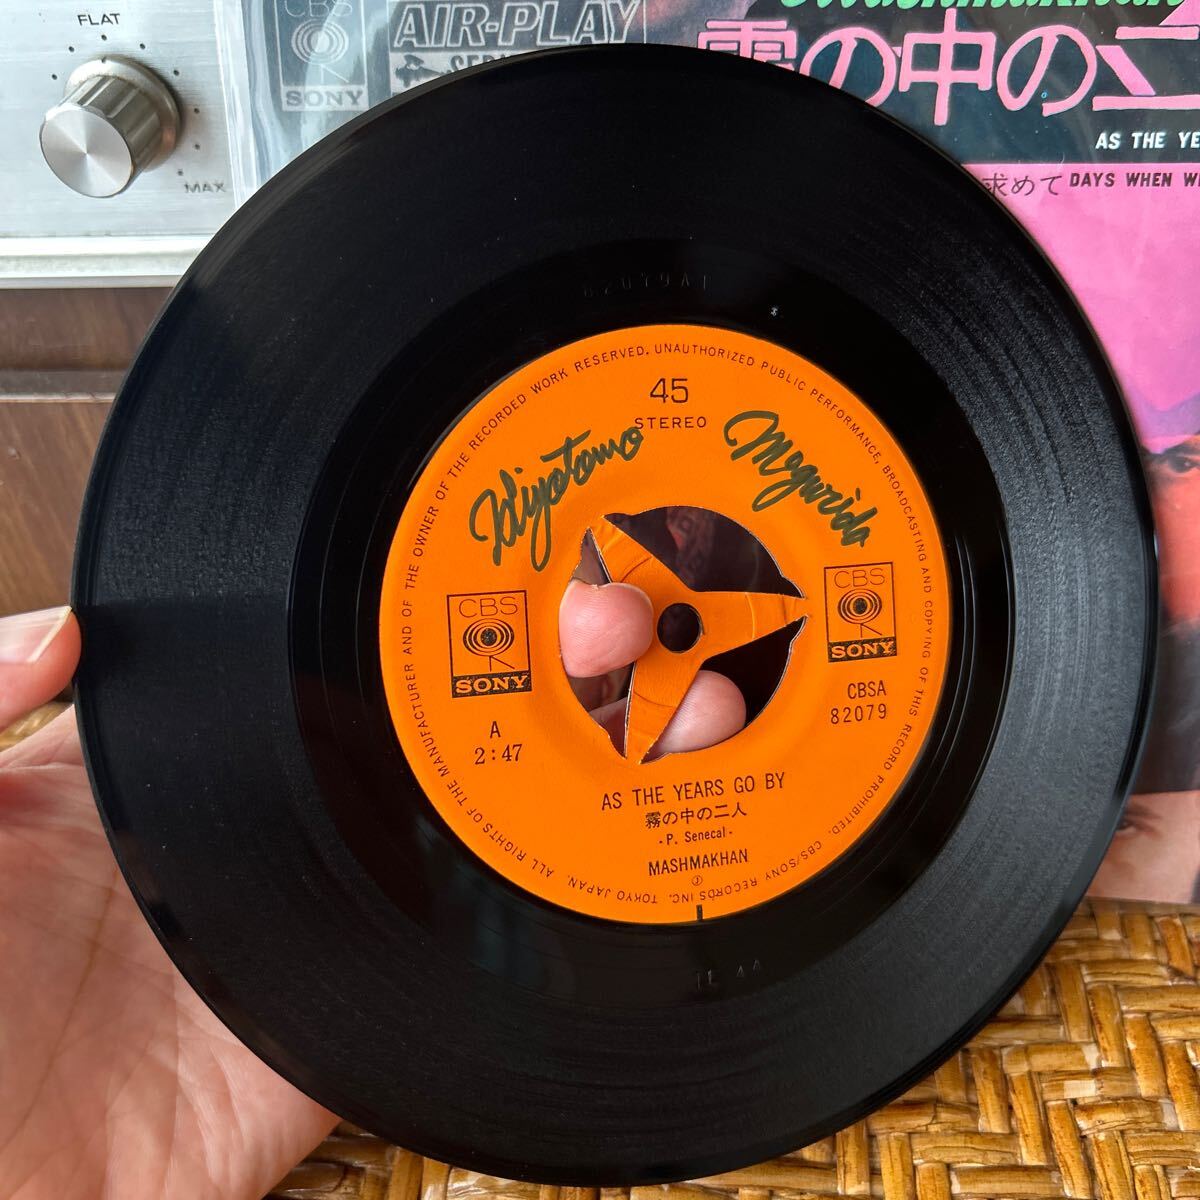 FLAT
MAX
CBS
SONY
AIR-PLAY
霧の中の二
AS THE YE
求めて DAYS WHEN W
82079A1
45
STEREO
CBS
SONY
CBS
SONY
A
2:47
CBSA
82079
AS THE YEARS GO BY
霧の中の二人
- P. Senecal -
MASHMAKHAN
ALL RIGHTS OF THE MANUFACTURER AND OF THE OWNER OF THE RECORDED WORK RESERVED. UNAUTHORIZED PUBLIC PERFORMANCE, BROADCASTING AND COPYING OF THIS RECORD PROHIBITED. CBS/SONY RECORDS INC. TOKYO JAPAN.